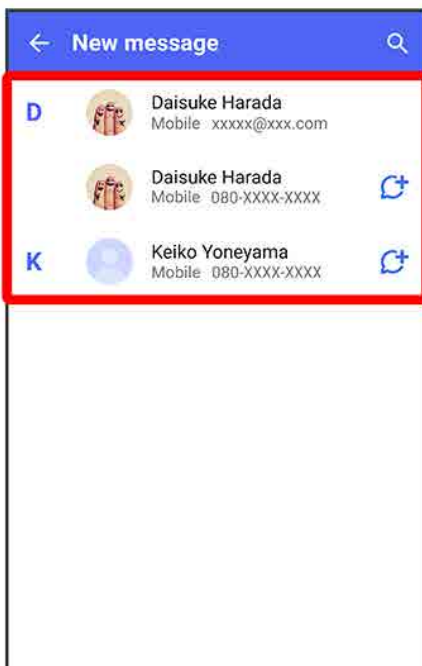 New message
D
Daisuke Harada
Mobile xxxxx@xxx.com
Daisuke Harada
Mobile 080-XXXX-XXXX
K
Keiko Yoneyama
Mobile 080-XXXX-XXXX